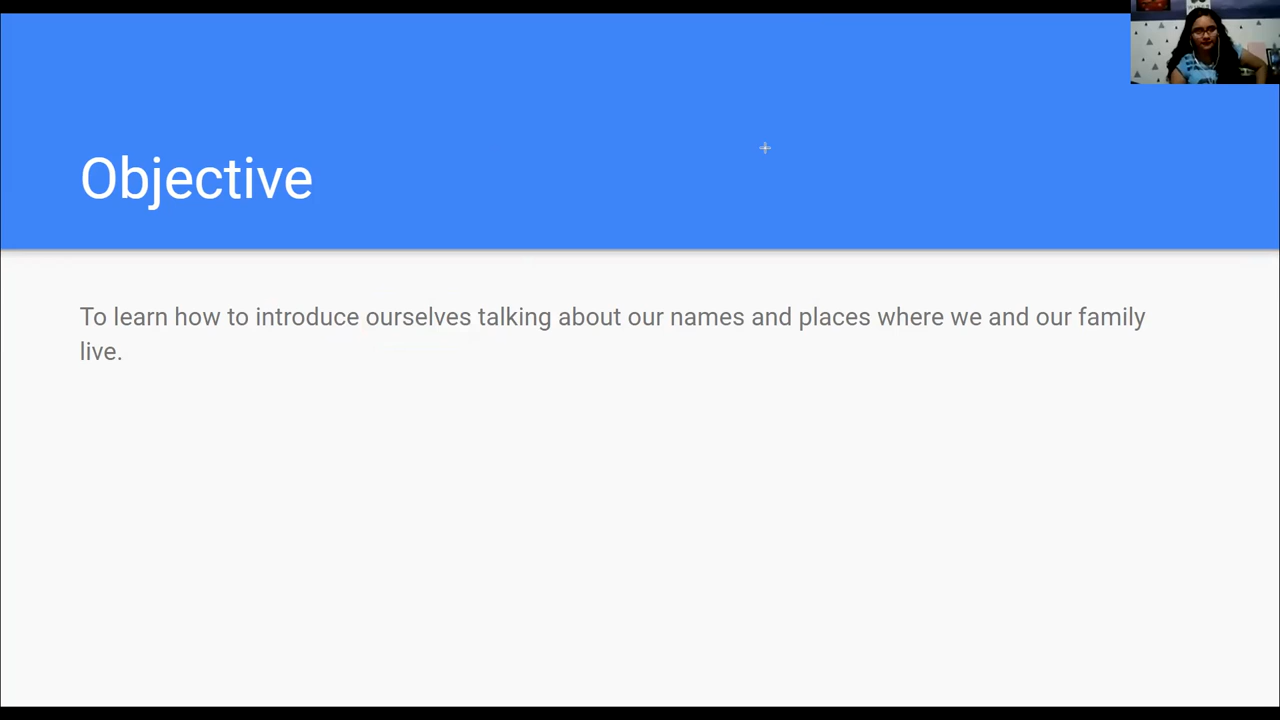 Objective
To learn how to introduce ourselves talking about our names and places where we and our family
live.